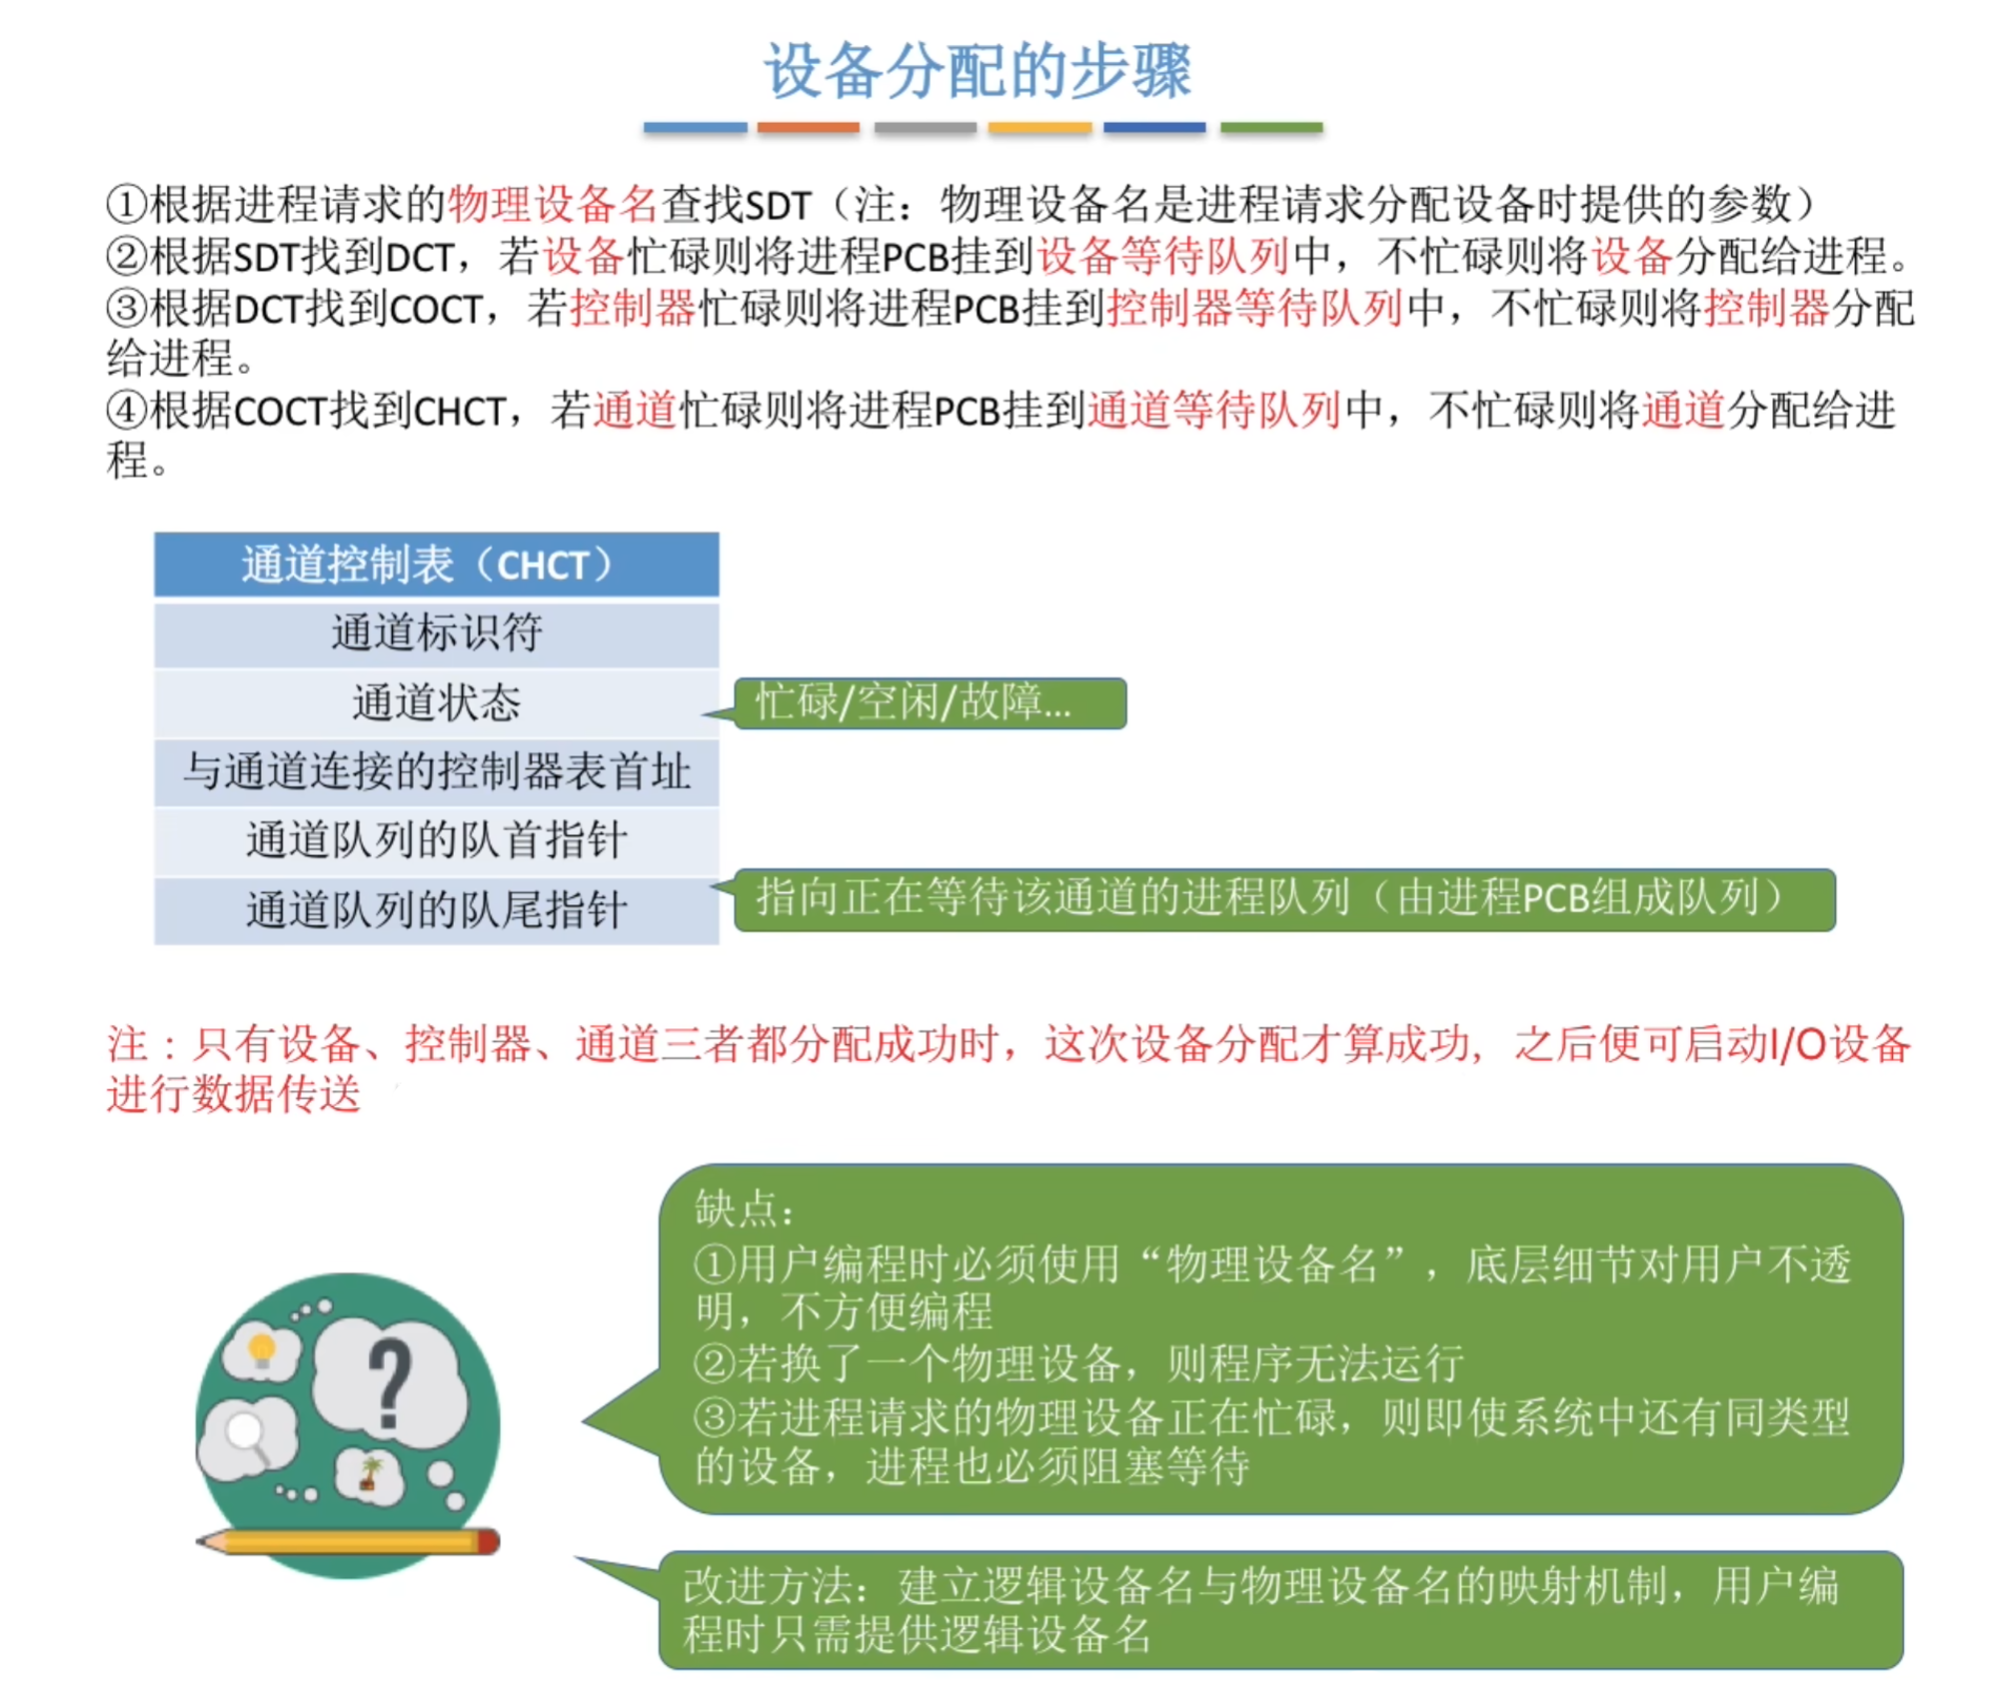 设备分配的步骤
①根据进程请求的物理设备名查找SDT（注：物理设备名是进程请求分配设备时提供的参数）
②根据SDT找到DCT，若设备忙碌则将进程PCB挂到设备等待队列中，不忙碌则将设备分配给进程。
③根据DCT找到COCT，若控制器忙碌则将进程PCB挂到控制器等待队列中，不忙碌则将控制器分配
给进程。
④根据COCT找到CHCT，若通道忙碌则将进程PCB挂到通道等待队列中，不忙碌则将通道分配给进
程。
通道控制表（CHCT）
通道标识符
通道状态
忙碌/空闲/故障...
与通道连接的控制器表首址
通道队列的队首指针
通道队列的队尾指针
指向正在等待该通道的进程队列（由进程PCB组成队列）
注：只有设备、控制器、通道三者都分配成功时，这次设备分配才算成功，之后便可启动I/O设备
进行数据传送
缺点：
①用户编程时必须使用“物理设备名”，底层细节对用户不透
明，不方便编程
②若换了一个物理设备，则程序无法运行
③若进程请求的物理设备正在忙碌，则即使系统中还有同类型
的设备，进程也必须阻塞等待
?
改进方法：建立逻辑设备名与物理设备名的映射机制，用户编
程时只需提供逻辑设备名